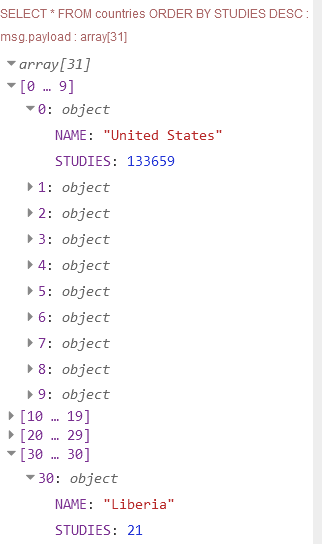 SELECT * FROM countries ORDER BY STUDIES DESC :
msg.payload : array[31]
array[31]
[0 … 9]
0: object
NAME: "United States"
STUDIES: 133659
1: object
2: object
3: object
4: object
5: object
6: object
7: object
8: object
9: object
[10 … 19]
[20 … 29]
[30 … 30]
30: object
NAME: "Liberia"
STUDIES: 21